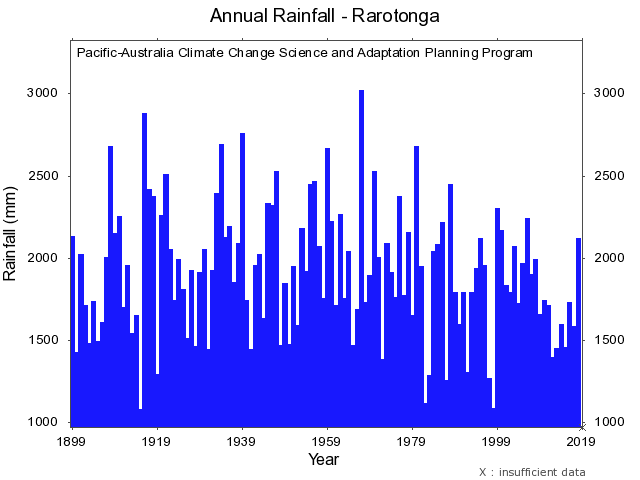 Annual Rainfall - Rarotonga
Pacific-Australia Climate Change Science and Adaptation Planning Program
Rainfall (mm)
3000 3000
2500 2500
2000 2000
1500 1500
1000 1000
1899 1919 1939 1959 1979 1999 2019
Year
X : insufficient data